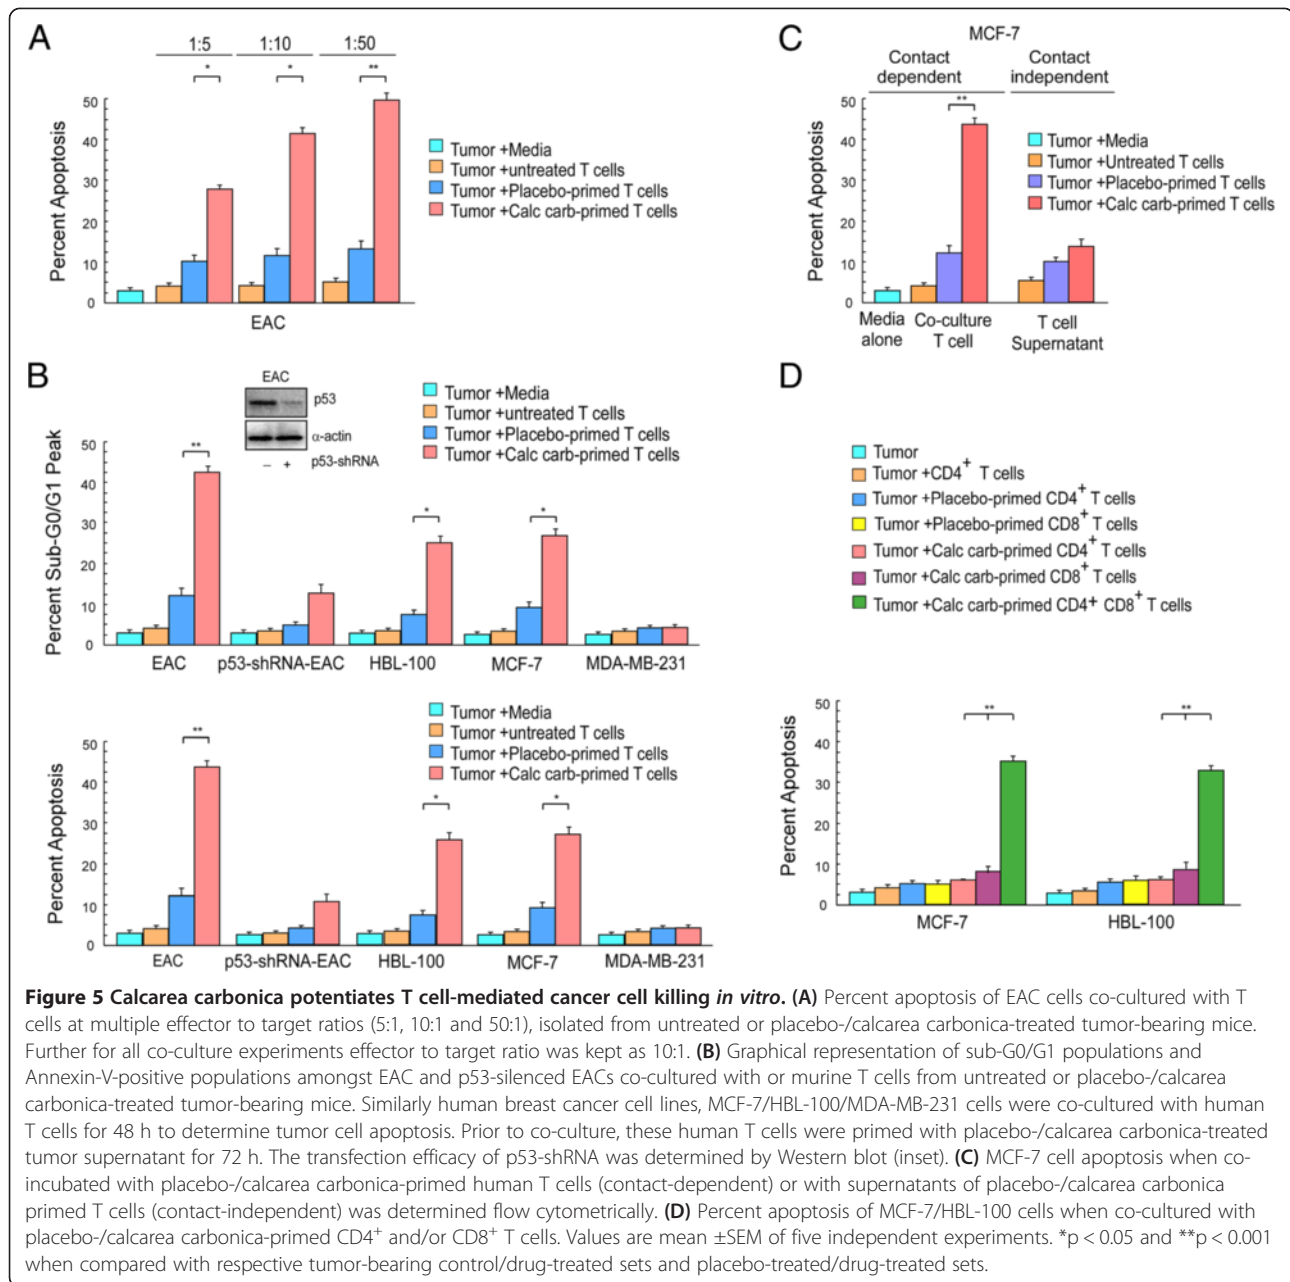 A
1:5 1:10 1:50
* * **
Percent Apoptosis
50
40
30
20
10
0
EAC
Tumor +Media
Tumor +untreated T cells
Tumor +Placebo-primed T cells
Tumor +Calc carb-primed T cells
C
MCF-7
Contact dependent
Contact independent
**
Percent Apoptosis
50
40
30
20
10
0
Media alone
Co-culture T cell
T cell Supernatant
Tumor +Media
Tumor +Untreated T cells
Tumor +Placebo-primed T cells
Tumor +Calc carb-primed T cells
B
EAC
p53
α-actin
– + p53-shRNA
Tumor +Media
Tumor +untreated T cells
Tumor +Placebo-primed T cells
Tumor +Calc carb-primed T cells
Percent Sub-G0/G1 Peak
50
40
30
20
10
0
** * *
EAC p53-shRNA-EAC HBL-100 MCF-7 MDA-MB-231
Tumor +Media
Tumor +untreated T cells
Tumor +Placebo-primed T cells
Tumor +Calc carb-primed T cells
Percent Apoptosis
50
40
30
20
10
0
** * *
EAC p53-shRNA-EAC HBL-100 MCF-7 MDA-MB-231
D
Tumor
Tumor +CD4⁺ T cells
Tumor +Placebo-primed CD4⁺ T cells
Tumor +Placebo-primed CD8⁺ T cells
Tumor +Calc carb-primed CD4⁺ T cells
Tumor +Calc carb-primed CD8⁺ T cells
Tumor +Calc carb-primed CD4+ CD8⁺ T cells
Percent Apoptosis
50
40
30
20
10
0
** **
MCF-7 HBL-100
Figure 5 Calcarea carbonica potentiates T cell-mediated cancer cell killing in vitro. (A) Percent apoptosis of EAC cells co-cultured with T
cells at multiple effector to target ratios (5:1, 10:1 and 50:1), isolated from untreated or placebo-/calcarea carbonica-treated tumor-bearing mice.
Further for all co-culture experiments effector to target ratio was kept as 10:1. (B) Graphical representation of sub-G0/G1 populations and
Annexin-V-positive populations amongst EAC and p53-silenced EACs co-cultured with or murine T cells from untreated or placebo-/calcarea
carbonica-treated tumor-bearing mice. Similarly human breast cancer cell lines, MCF-7/HBL-100/MDA-MB-231 cells were co-cultured with human
T cells for 48 h to determine tumor cell apoptosis. Prior to co-culture, these human T cells were primed with placebo-/calcarea carbonica-treated
tumor supernatant for 72 h. The transfection efficacy of p53-shRNA was determined by Western blot (inset). (C) MCF-7 cell apoptosis when co-
incubated with placebo-/calcarea carbonica-primed human T cells (contact-dependent) or with supernatants of placebo-/calcarea carbonica
primed T cells (contact-independent) was determined flow cytometrically. (D) Percent apoptosis of MCF-7/HBL-100 cells when co-cultured with
placebo-/calcarea carbonica-primed CD4⁺ and/or CD8⁺ T cells. Values are mean ±SEM of five independent experiments. *p < 0.05 and **p < 0.001
when compared with respective tumor-bearing control/drug-treated sets and placebo-treated/drug-treated sets.